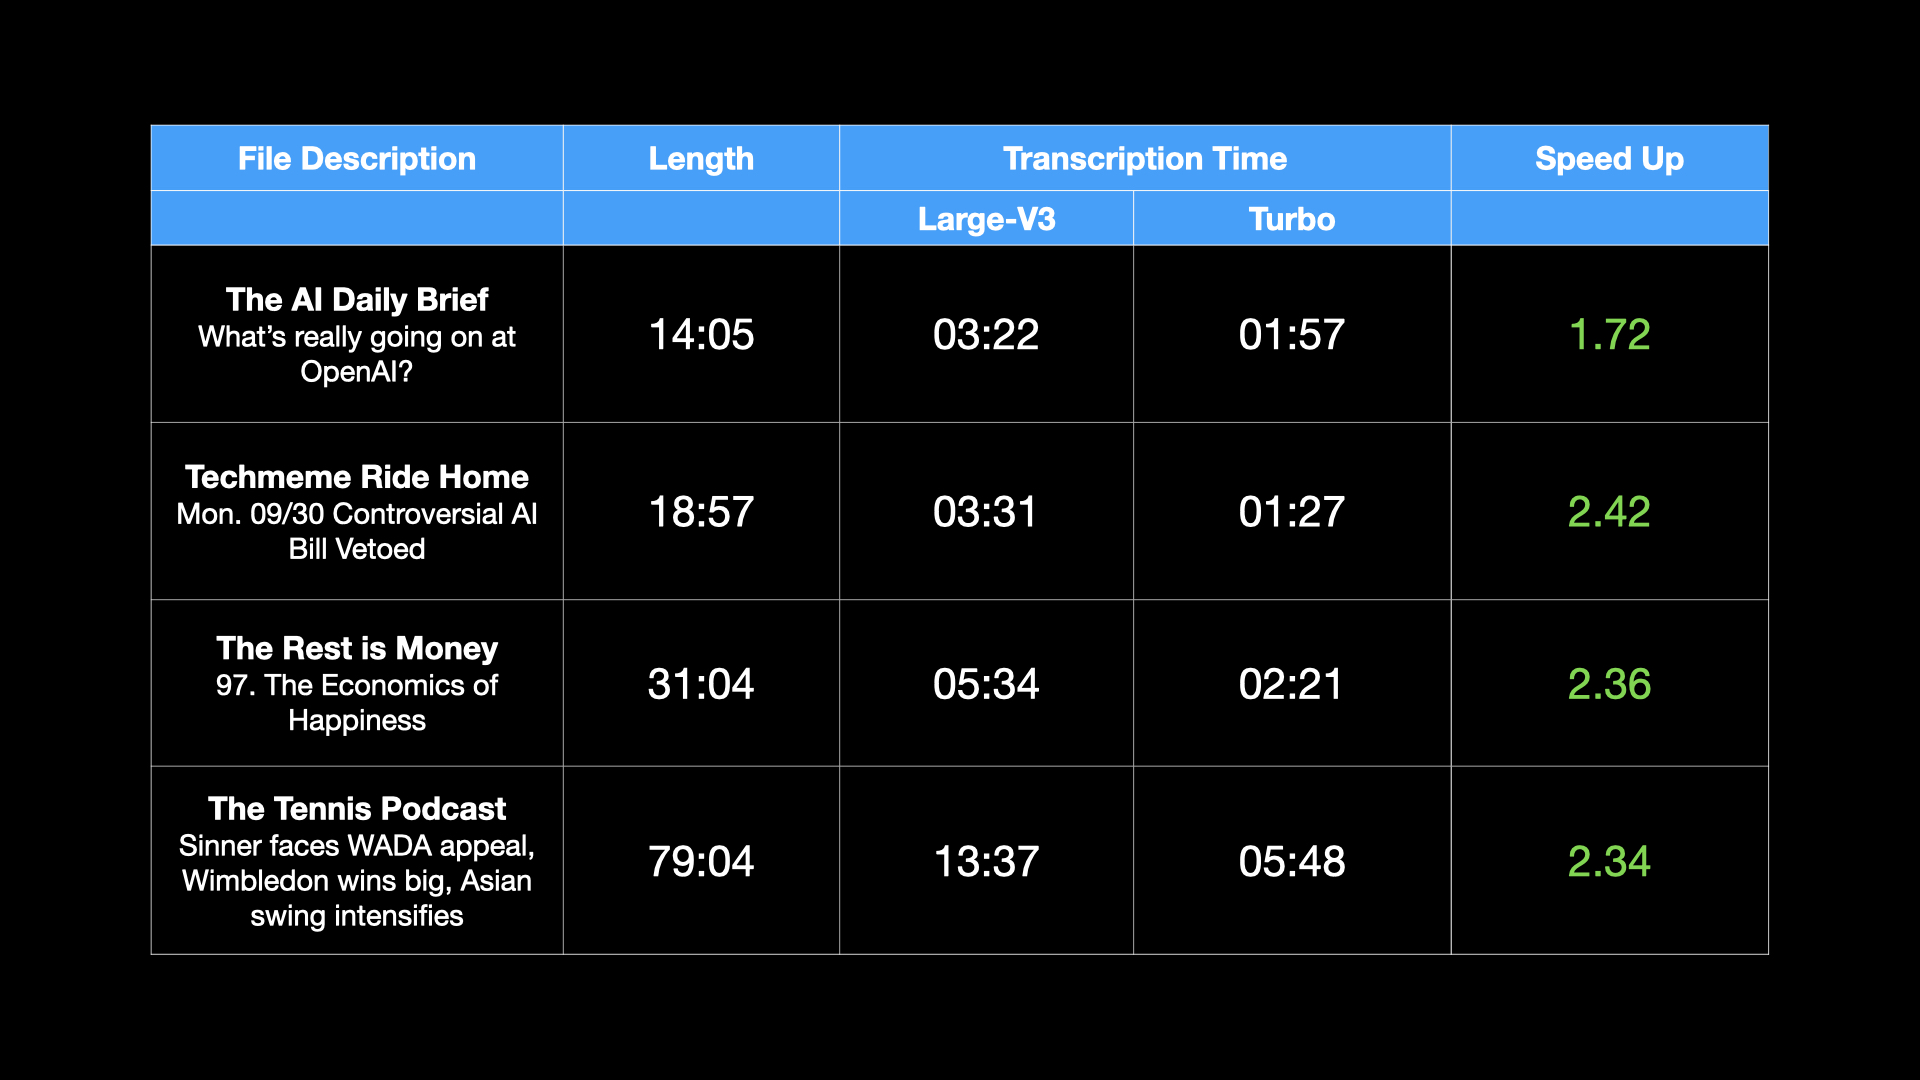 File Description Length Transcription Time Speed Up
Large-V3 Turbo
The AI Daily Brief
What’s really going on at
OpenAI?
14:05 03:22 01:57 1.72
Techmeme Ride Home
Mon. 09/30 Controversial AI
Bill Vetoed
18:57 03:31 01:27 2.42
The Rest is Money
97. The Economics of
Happiness
31:04 05:34 02:21 2.36
The Tennis Podcast
Sinner faces WADA appeal,
Wimbledon wins big, Asian
swing intensifies
79:04 13:37 05:48 2.34